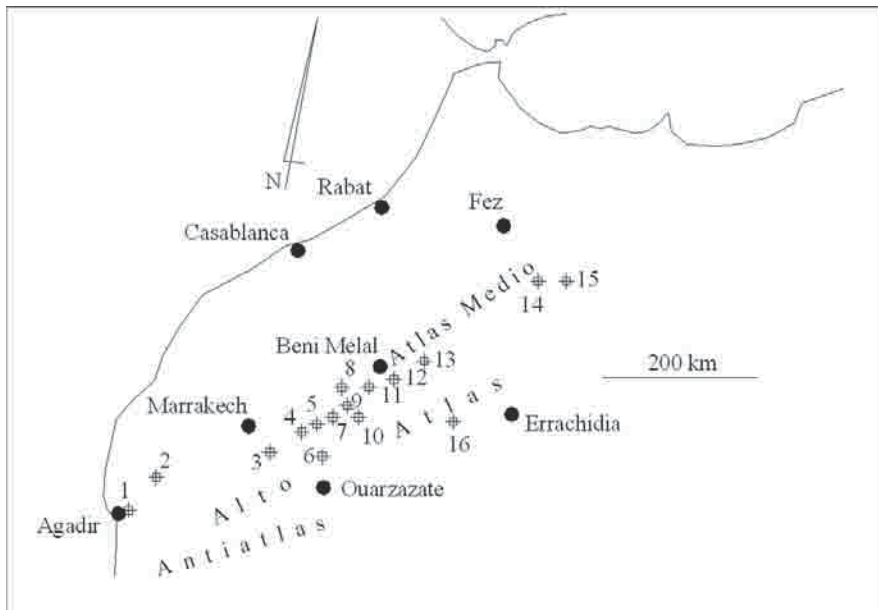 N
Rabat
Fez
Casablanca
Atlas Medio
14
15
Beni Melal
13
200 km
8
12
11
Marrakech
9
5
4
7
10
Atlas
Errachidia
16
3
6
2
Alto
Ouarzazate
1
Agadir
Antiatlas